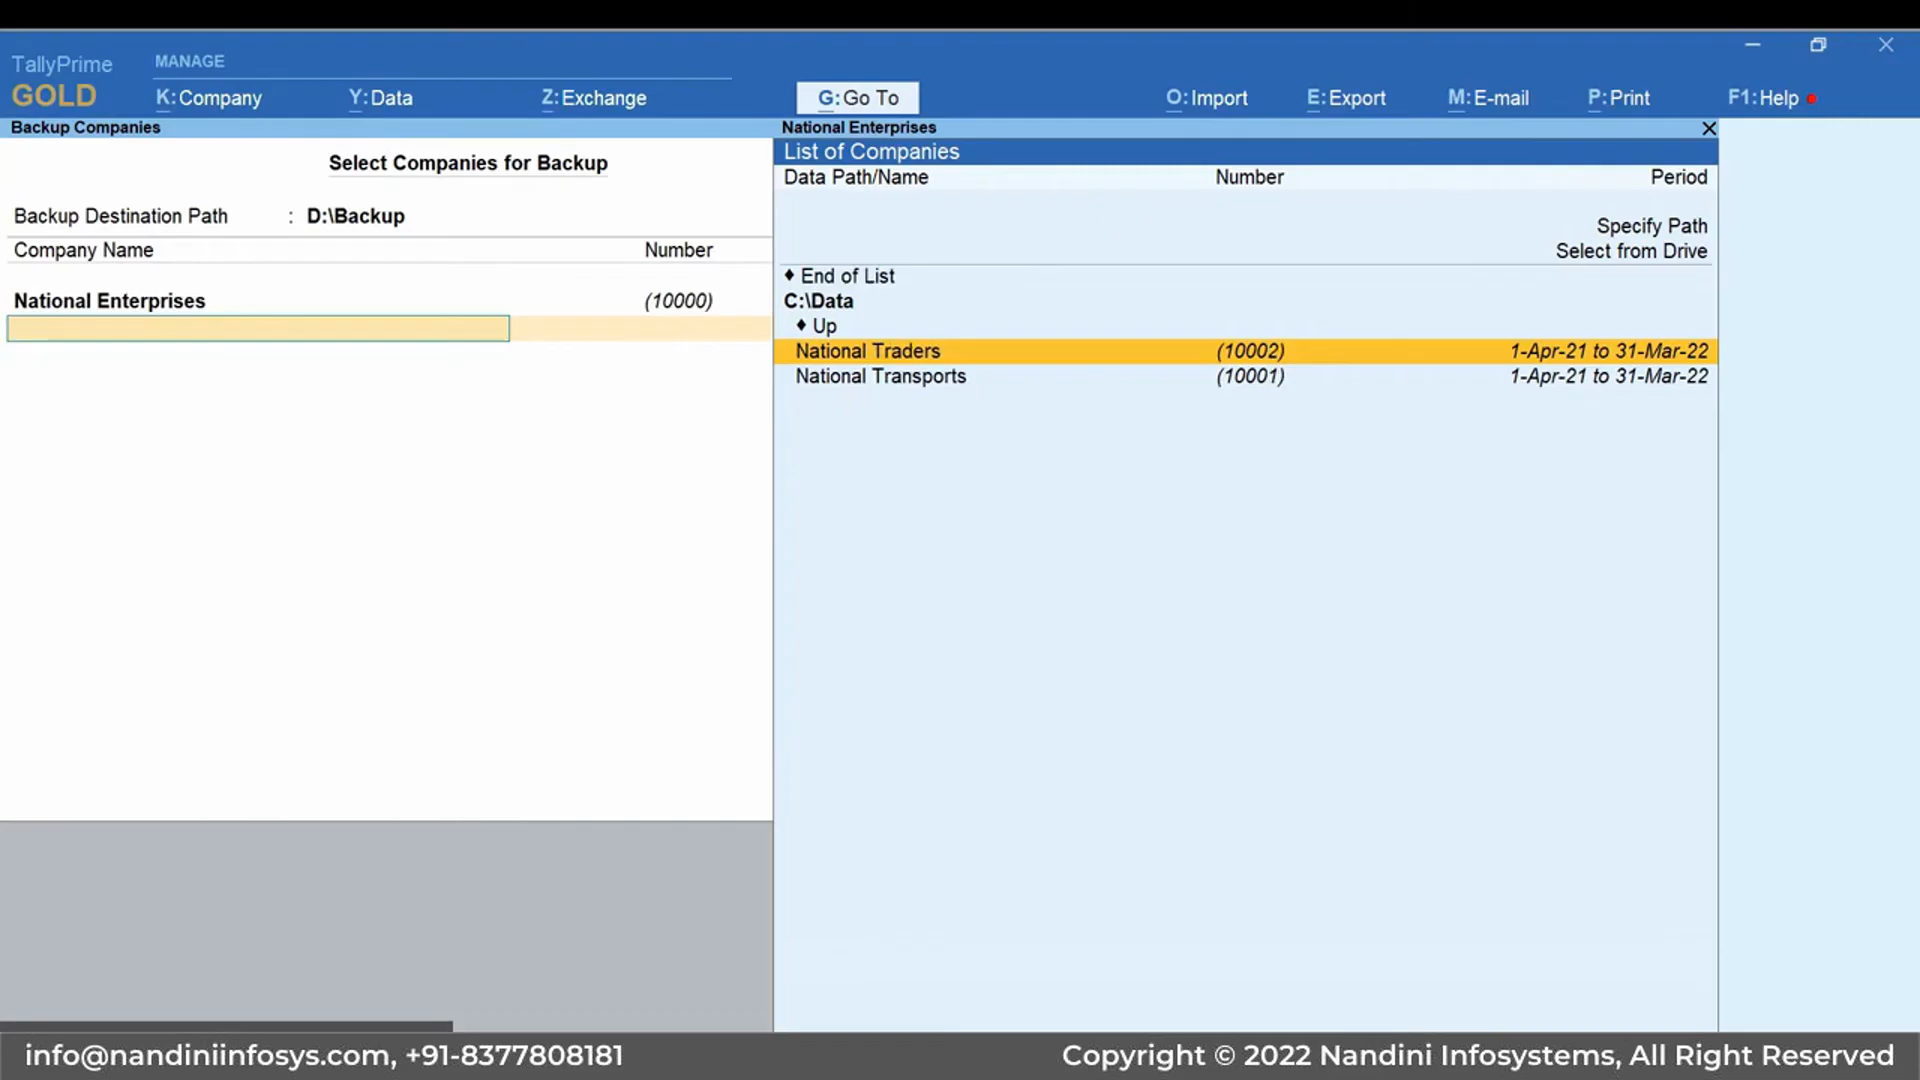 TallyPrime
GOLD
MANAGE
K:Company
Y:Data
Z:Exchange
G:Go To
O:Import
E:Export
M:E-mail
P:Print
F1:Help
Backup Companies
Select Companies for Backup
Backup Destination Path : D:\Backup
Company Name Number
National Enterprises (10000)
National Enterprises
List of Companies
Data Path/Name Number Period
Specify Path
Select from Drive
♦ End of List
C:\Data
♦ Up
National Traders (10002) 1-Apr-21 to 31-Mar-22
National Transports (10001) 1-Apr-21 to 31-Mar-22
info@nandiniinfosys.com, +91-8377808181
Copyright © 2022 Nandini Infosystems, All Right Reserved